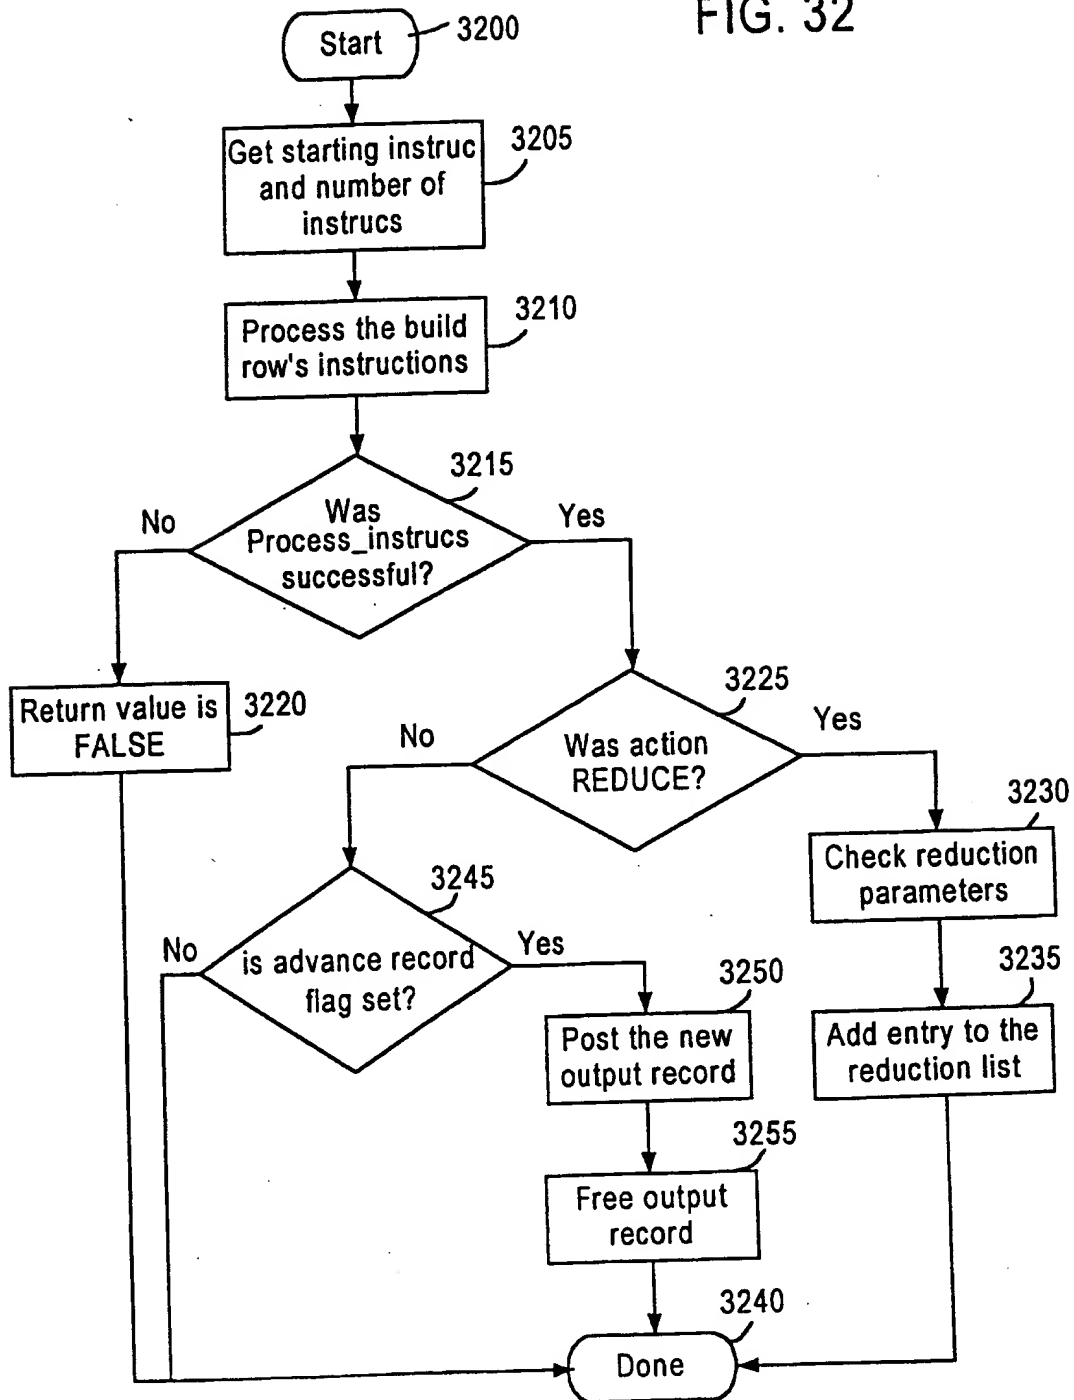 FIG. 32
Start
3200
Get starting instruc
and number of
instrucs
3205
Process the build
row's instructions
3210
Was
Process_instrucs
successful?
3215
No
Yes
Return value is
FALSE
3220
Was action
REDUCE?
3225
No
Yes
Check reduction
parameters
3230
Add entry to the
reduction list
3235
is advance record
flag set?
3245
No
Yes
Post the new
output record
3250
Free output
record
3255
Done
3240